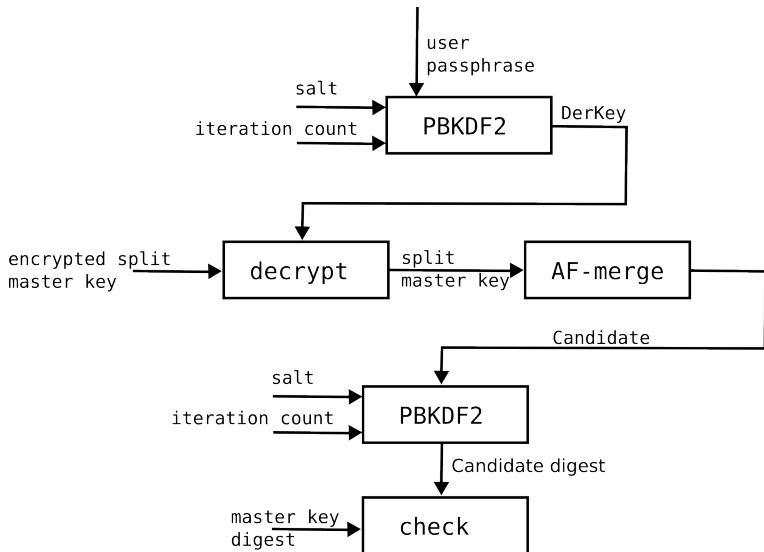 user
passphrase
salt
PBKDF2
DerKey
iteration count
encrypted split
master key
decrypt
split
master key
AF-merge
Candidate
salt
iteration count
PBKDF2
Candidate digest
master key
digest
check